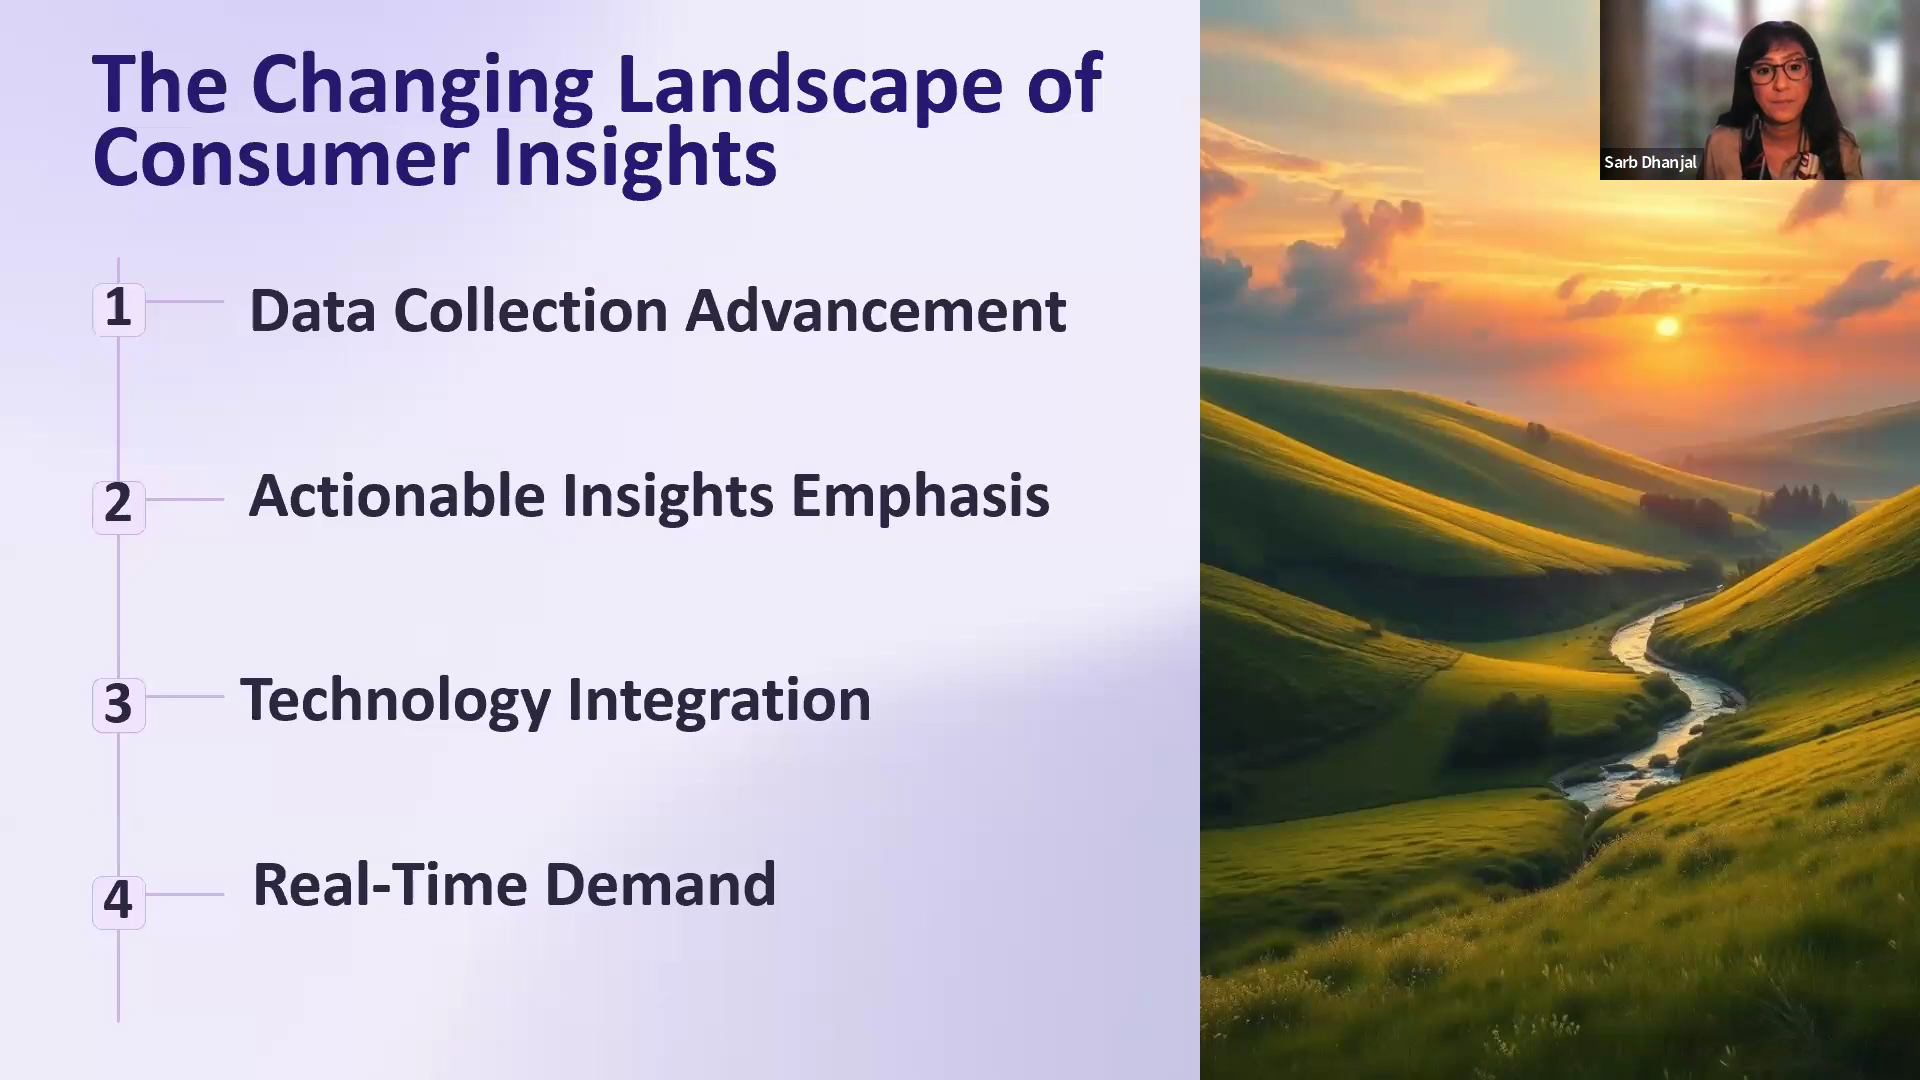 The Changing Landscape of
Consumer Insights
Sarb Dhanjal
1
Data Collection Advancement
2
Actionable Insights Emphasis
3
Technology Integration
4
Real-Time Demand